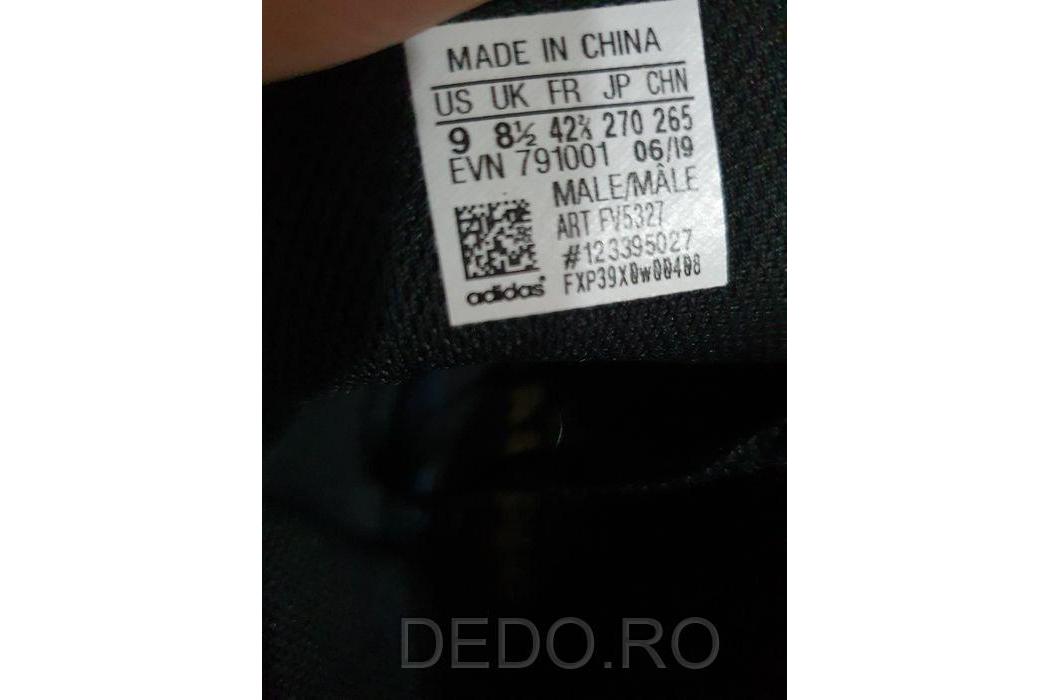 MADE IN CHINA
US UK FR JP CHN
9 8½ 42⅔ 270 265
EVN 791001 06/19
MALE/MÂLE
ART FV5327
#123395027
adidas FXP39X0w00408
DEDO.RO